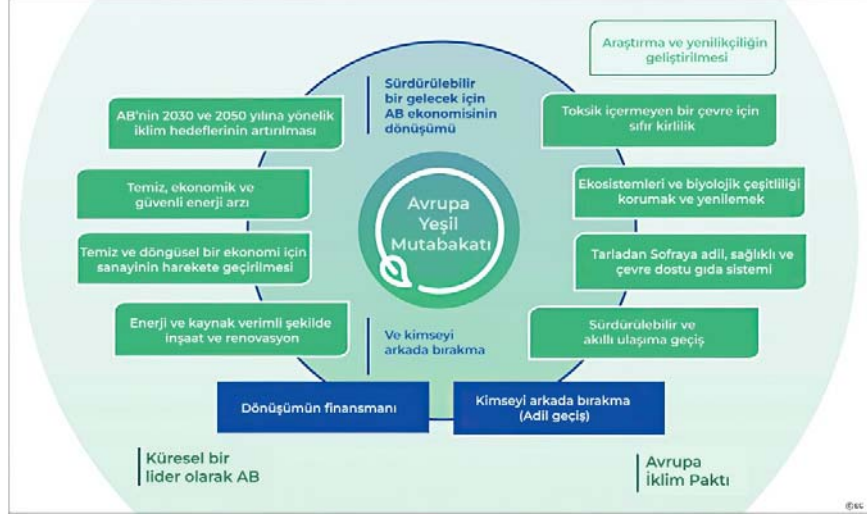 Araştırma ve yenilikçiliğin
geliştirilmesi
Sürdürülebilir
bir gelecek için
AB ekonomisinin
dönüşümü
AB'nin 2030 ve 2050 yılına yönelik
iklim hedeflerinin artırılması
Toksik içermeyen bir çevre için
sıfır kirlilik
Temiz, ekonomik ve
güvenli enerji arzı
Ekosistemleri ve biyolojik çeşitliliği
korumak ve yenilemek
Avrupa
Yeşil
Mutabakatı
Temiz ve döngüsel bir ekonomi için
sanayinin harekete geçirilmesi
Tarladan Sofraya adil, sağlıklı ve
çevre dostu gıda sistemi
Enerji ve kaynak verimli şekilde
inşaat ve renovasyon
Ve kimseyi
arkada bırakma
Sürdürülebilir ve
akıllı ulaşıma geçiş
Dönüşümün finansmanı
Kimseyi arkada bırakma
(Adil geçiş)
Küresel bir
lider olarak AB
Avrupa
İklim Paktı